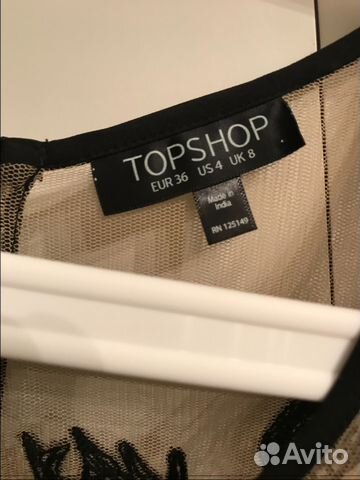 TOPSHOP
EUR 36 US 4 UK 8
Made in
India
RN 125149
Avito